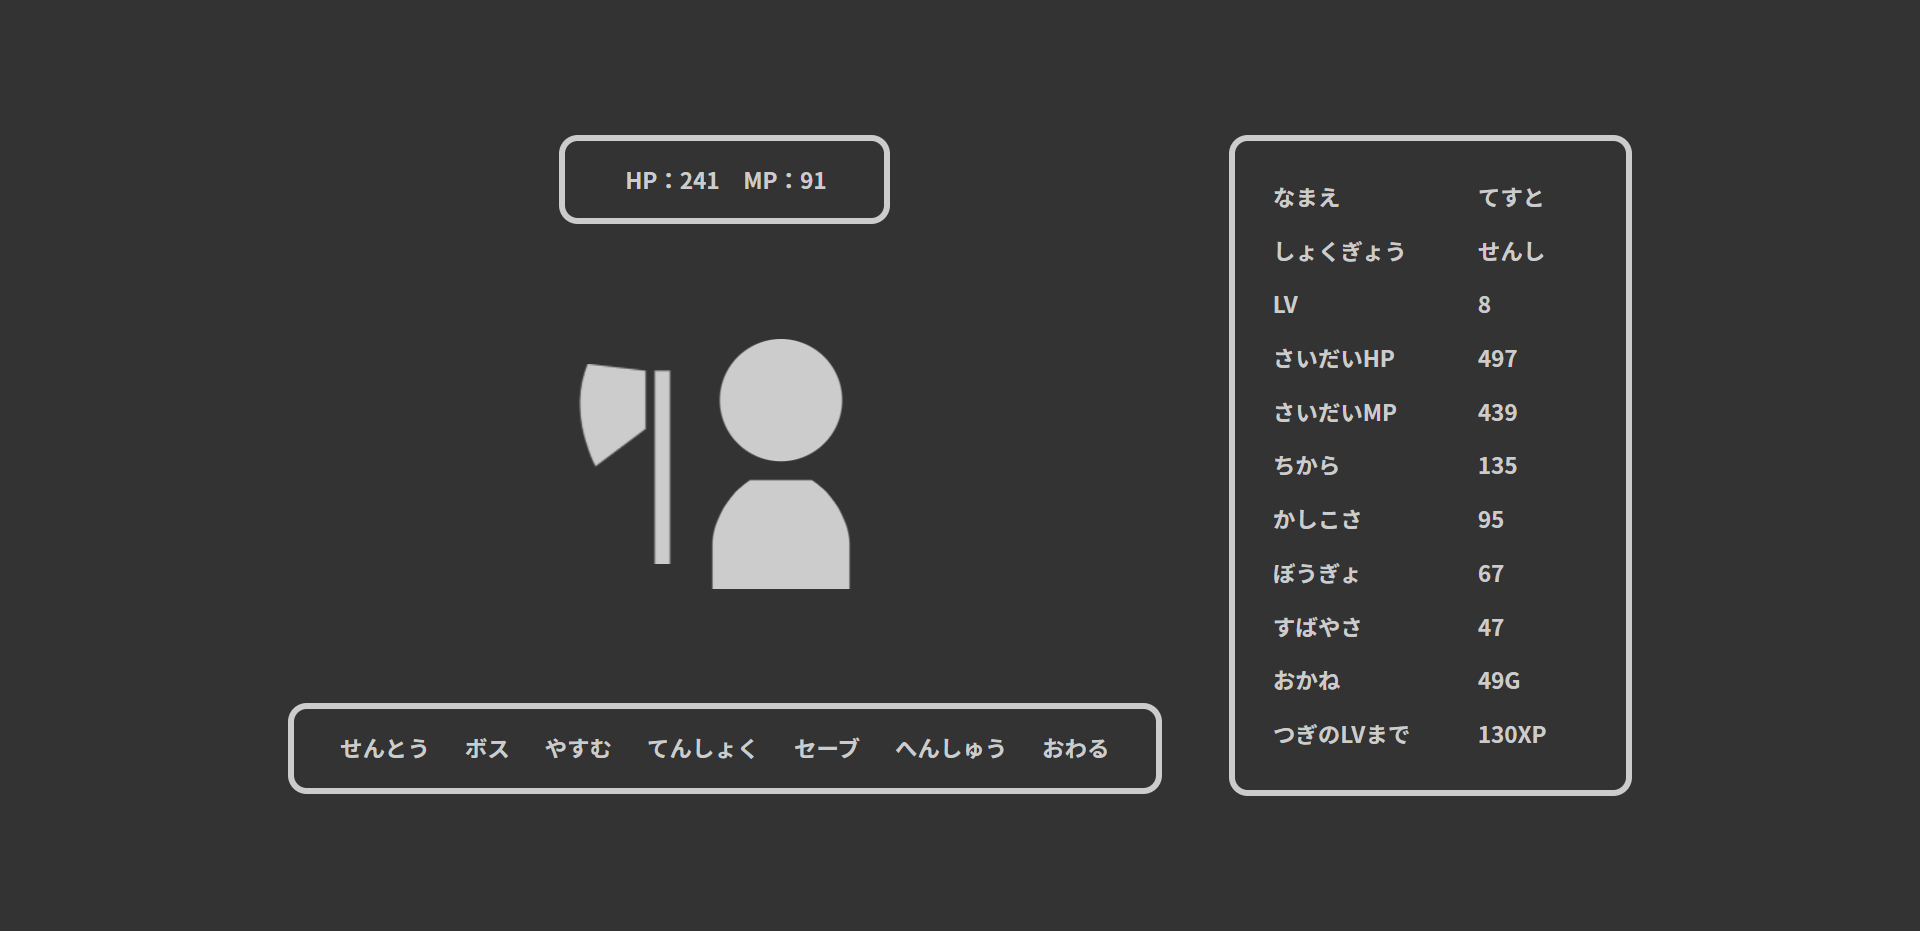 HP：241　MP：91
せんとう　ボス　やすむ　てんしょく　セーブ　へんしゅう　おわる
なまえ　てすと
しょくぎょう　せんし
LV　8
さいだいHP　497
さいだいMP　439
ちから　135
かしこさ　95
ぼうぎょ　67
すばやさ　47
おかね　49G
つぎのLVまで　130XP